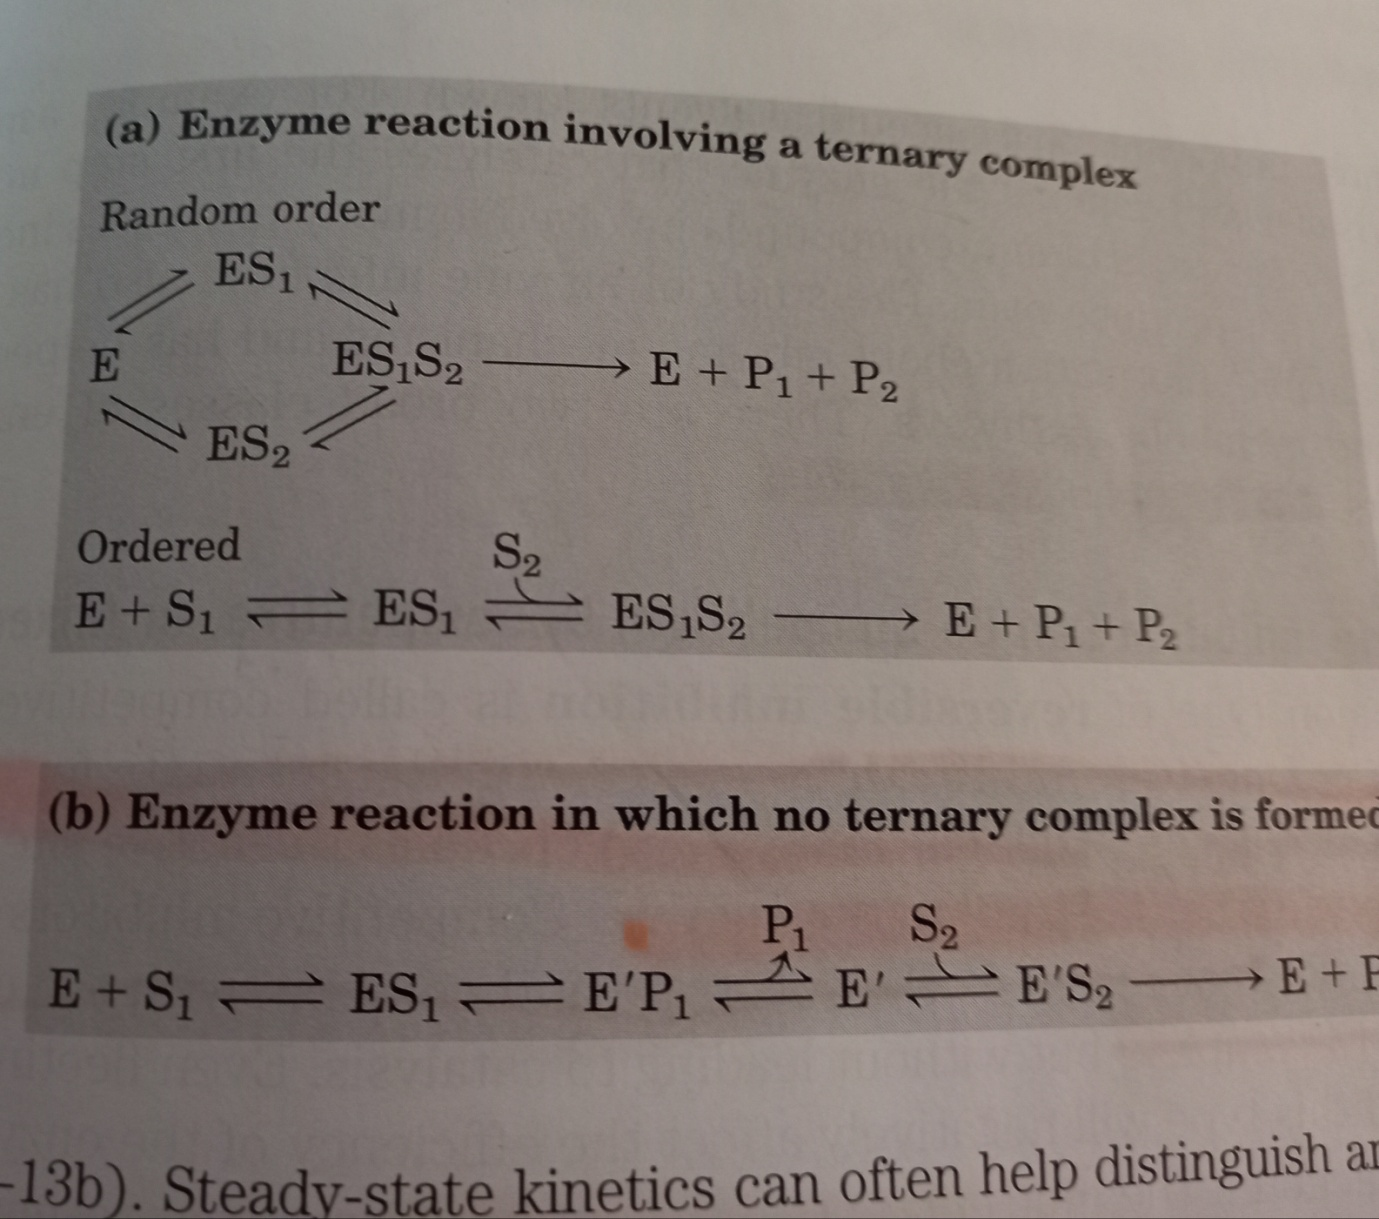 (a) Enzyme reaction involving a ternary complex
Random order
ES₁
E ES₁S₂ ⟶ E + P₁ + P₂
ES₂
Ordered
S₂
E + S₁ ⇌ ES₁ ⇌ ES₁S₂ ⟶ E + P₁ + P₂
(b) Enzyme reaction in which no ternary complex is formed
P₁ S₂
E + S₁ ⇌ ES₁ ⇌ E′P₁ ⇌ E′ ⇌ E′S₂ ⟶ E + P
-13b). Steady-state kinetics can often help distinguish